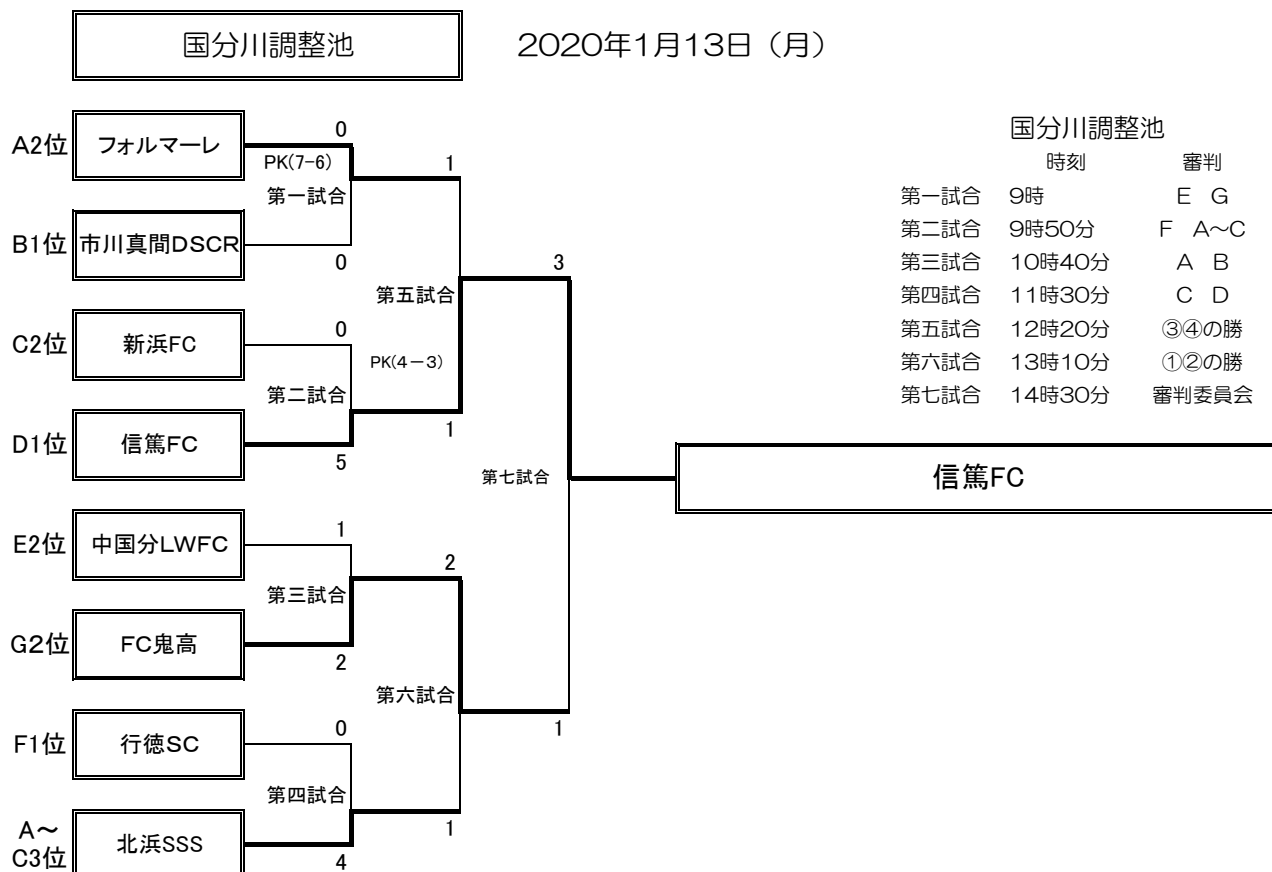 国分川調整池
2020年1月13日（月）
A2位
フォルマーレ
0
PK(7-6)
第一試合
1
B1位
市川真間DSCR
0
第五試合
3
C2位
新浜FC
0
PK(4－3)
第二試合
D1位
信篤FC
5
1
第七試合
信篤FC
E2位
中国分LWFC
1
2
第三試合
G2位
FC鬼高
2
第六試合
1
F1位
行徳SC
0
第四試合
A～
C3位
北浜SSS
4
1
国分川調整池
時刻 審判
第一試合 9時 E G
第二試合 9時50分 F A～C
第三試合 10時40分 A B
第四試合 11時30分 C D
第五試合 12時20分 ③④の勝
第六試合 13時10分 ①②の勝
第七試合 14時30分 審判委員会